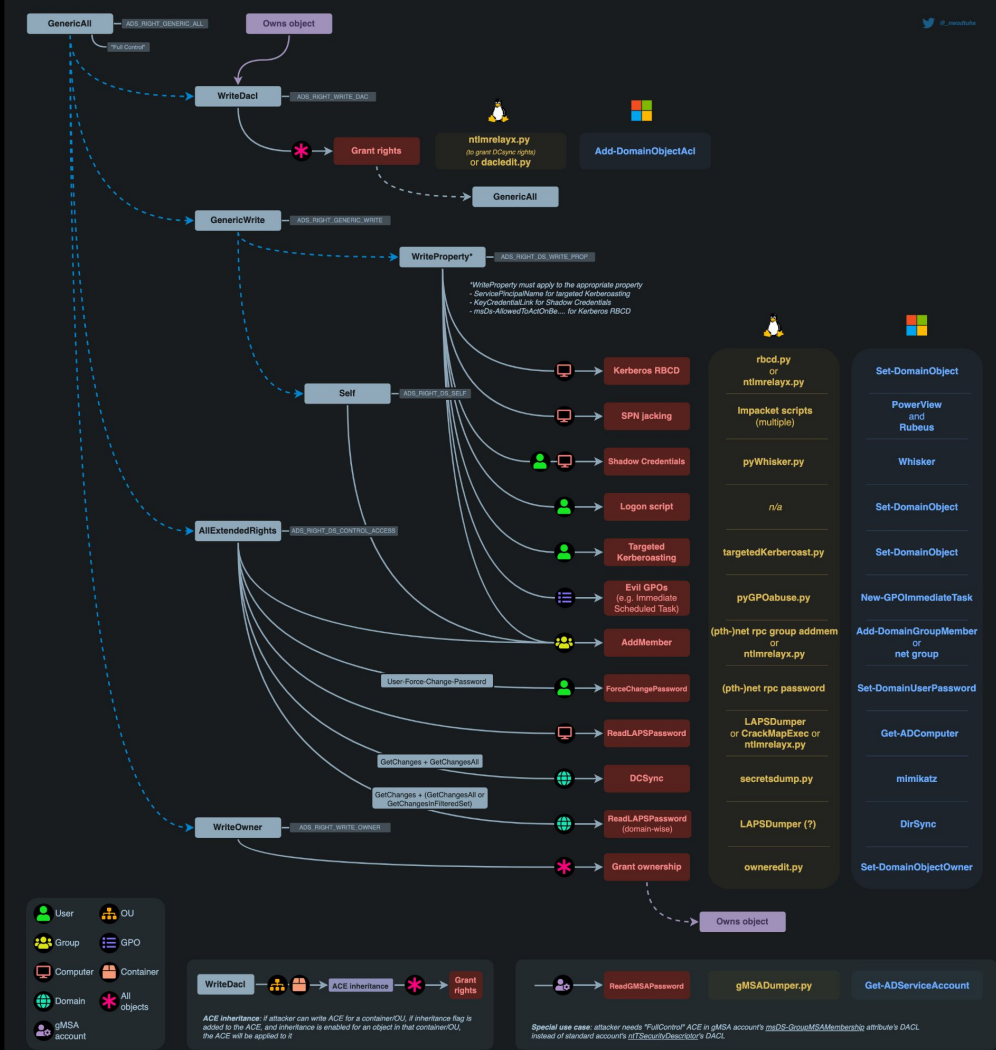 GenericAll
ADS_RIGHT_GENERIC_ALL
"Full Control"
Owns object
@_nwodtuhs
WriteDacl
ADS_RIGHT_WRITE_DAC
Grant rights
ntlmrelayx.py
(to grant DCsync rights)
or dacledit.py
Add-DomainObjectAcl
GenericAll
GenericWrite
ADS_RIGHT_GENERIC_WRITE
WriteProperty*
ADS_RIGHT_DS_WRITE_PROP
*WriteProperty must apply to the appropriate property
- ServicePincipalName for targeted Kerberoasting
- KeyCredentialLink for Shadow Credentials
- msDs-AllowedToActOnBe.... for Kerberos RBCD
Kerberos RBCD
rbcd.py
or
ntlmrelayx.py
Set-DomainObject
Self
ADS_RIGHT_DS_SELF
SPN jacking
Impacket scripts
(multiple)
PowerView
and
Rubeus
Shadow Credentials
pyWhisker.py
Whisker
Logon script
n/a
Set-DomainObject
AllExtendedRights
ADS_RIGHT_DS_CONTROL_ACCESS
Targeted
Kerberoasting
targetedKerberoast.py
Set-DomainObject
Evil GPOs
(e.g. Immediate
Scheduled Task)
pyGPOabuse.py
New-GPOImmediateTask
AddMember
(pth-)net rpc group addmem
or
ntlmrelayx.py
Add-DomainGroupMember
or
net group
User-Force-Change-Password
ForceChangePassword
(pth-)net rpc password
Set-DomainUserPassword
ReadLAPSPassword
LAPSDumper
or CrackMapExec or
ntlmrelayx.py
Get-ADComputer
GetChanges + GetChangesAll
DCSync
secretsdump.py
mimikatz
GetChanges + (GetChangesAll or
GetChangesInFilteredSet)
ReadLAPSPassword
(domain-wise)
LAPSDumper (?)
DirSync
WriteOwner
ADS_RIGHT_WRITE_OWNER
Grant ownership
owneredit.py
Set-DomainObjectOwner
Owns object
User
OU
Group
GPO
Computer
Container
Domain
All
objects
gMSA
account
WriteDacl
ACE inheritance
Grant
rights
ACE inheritance: if attacker can write ACE for a container/OU, if inheritance flag is
added to the ACE, and inheritance is enabled for an object in that container/OU,
the ACE will be applied to it
ReadGMSAPassword
gMSADumper.py
Get-ADServiceAccount
Special use case: attacker needs "FullControl" ACE in gMSA account's msDS-GroupMSAMembership attribute's DACL
instead of standard account's ntTSecurityDescriptor's DACL